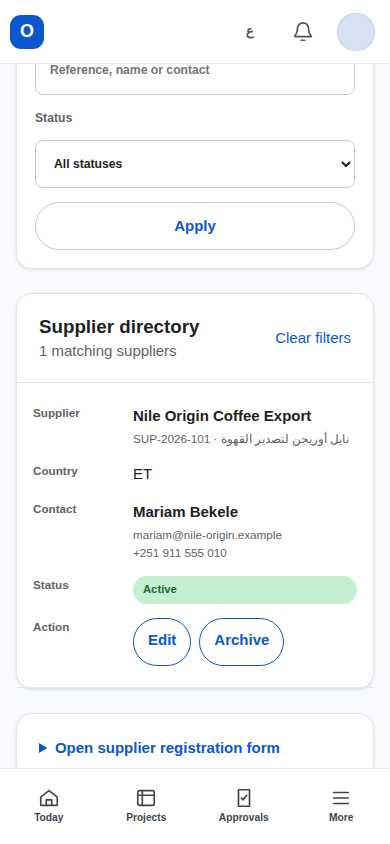 O
ع
Reference, name or contact
Status
All statuses
Apply
Supplier directory
1 matching suppliers
Clear filters
Supplier
Nile Origin Coffee Export
SUP-2026-101 · نايل أوريجن لتصدير القهوة
Country
ET
Contact
Mariam Bekele
mariam@nile-origin.example
+251 911 555 010
Status
Active
Action
Edit
Archive
Open supplier registration form
Today
Projects
Approvals
More